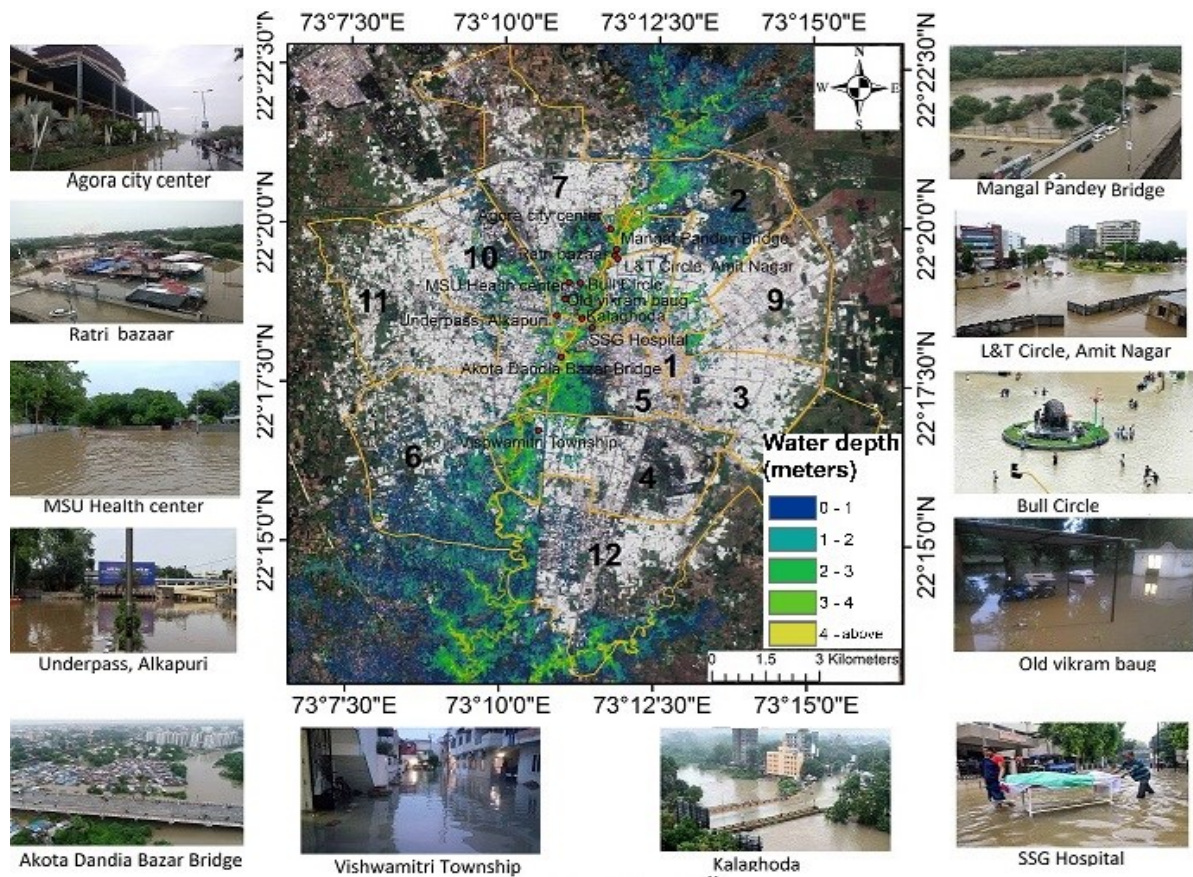 73°7'30"E
73°10'0"E
73°12'30"E
73°15'0"E
22°22'30"N
22°20'0"N
22°17'30"N
22°15'0"N
22°22'30"N
22°20'0"N
22°17'30"N
22°15'0"N
N
W
E
S
Agora city center
Ratri bazaar
MSU Health center
Underpass, Alkapuri
Akota Dandia Bazar Bridge
Vishwamitri Township
Kalaghoda
SSG Hospital
Mangal Pandey Bridge
L&T Circle, Amit Nagar
Bull Circle
Old vikram baug
7
2
Agora city center
Mangal Pandey Bridge
Ratri bazaar
L&T Circle, Amit Nagar
10
11
MSU Health center
Bull Circle
Old vikram baug
9
Underpass, Alkapuri
Kalaghoda
SSG Hospital
Akota Dandia Bazar Bridge
1
5
3
Vishwamitri Township
6
4
12
Water depth
(meters)
0 - 1
1 - 2
2 - 3
3 - 4
4 - above
0 1.5 3 Kilometers
73°7'30"E
73°10'0"E
73°12'30"E
73°15'0"E